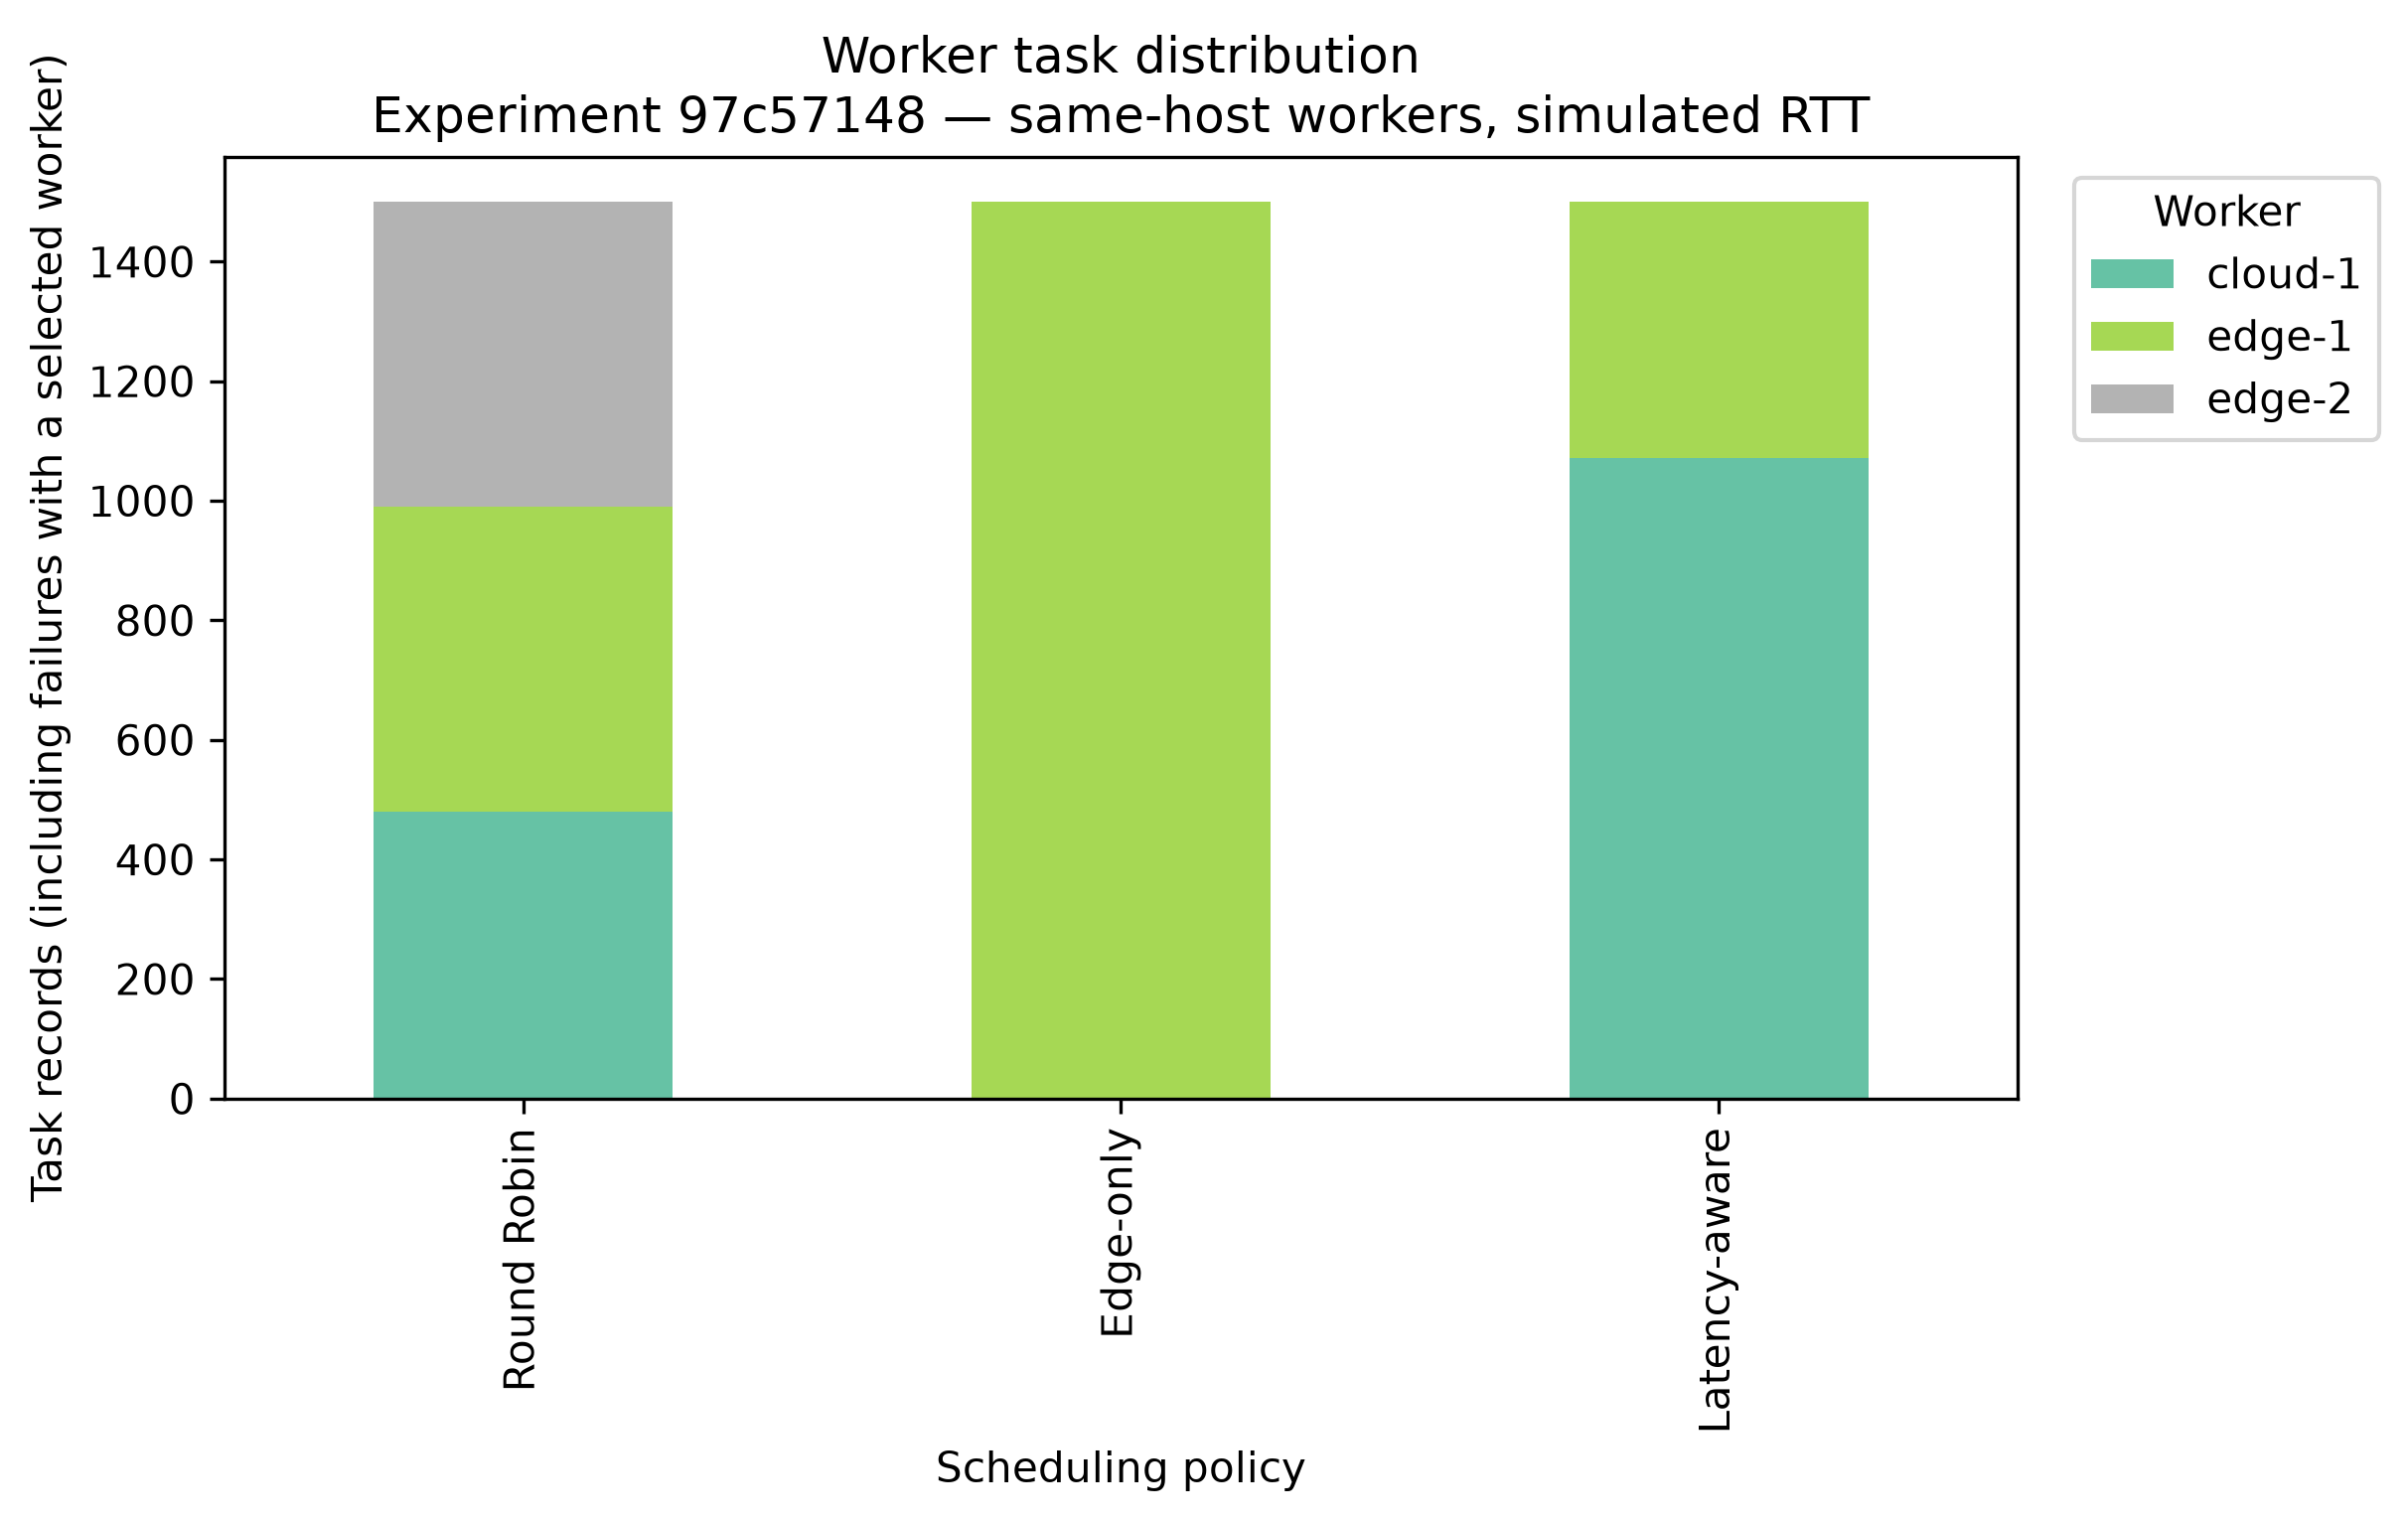 Worker task distribution
Experiment 97c57148 — same-host workers, simulated RTT
Task records (including failures with a selected worker)
1400
1200
1000
800
600
400
200
0
Worker
cloud-1
edge-1
edge-2
Round Robin
Edge-only
Latency-aware
Scheduling policy